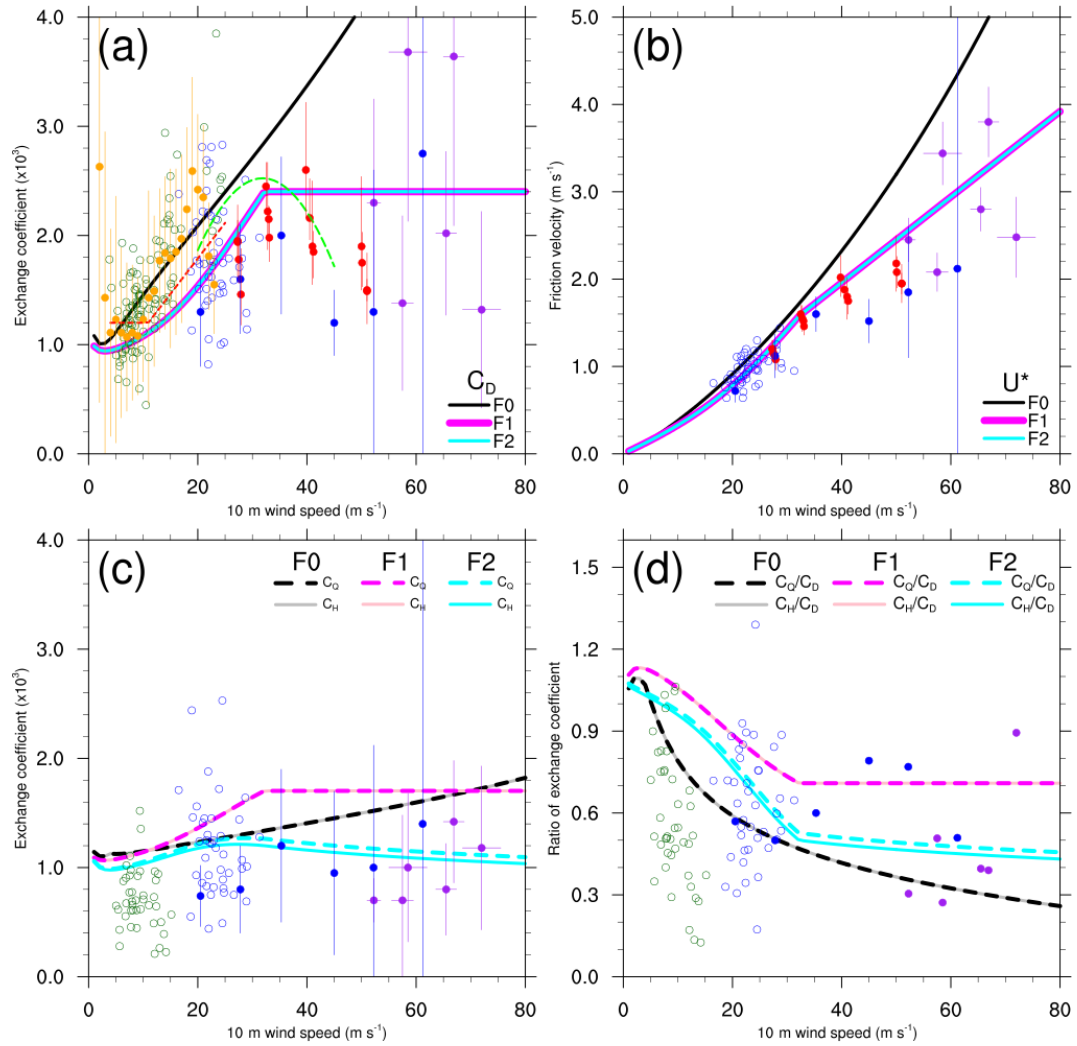 (a)
Exchange coefficient (x10³)
4.0
3.0
2.0
1.0
0.0
C_D
F0
F1
F2
0 20 40 60 80
10 m wind speed (m s⁻¹)
(b)
Friction velocity (m s⁻¹)
5.0
4.0
3.0
2.0
1.0
0.0
U*
F0
F1
F2
0 20 40 60 80
10 m wind speed (m s⁻¹)
(c)
Exchange coefficient (x10³)
4.0
3.0
2.0
1.0
0.0
F0 F1 F2
C_Q C_Q C_Q
C_H C_H C_H
0 20 40 60 80
10 m wind speed (m s⁻¹)
(d)
Ratio of exchange coefficient
1.5
1.2
0.9
0.6
0.3
0.0
F0 F1 F2
C_Q/C_D C_Q/C_D C_Q/C_D
C_H/C_D C_H/C_D C_H/C_D
0 20 40 60 80
10 m wind speed (m s⁻¹)